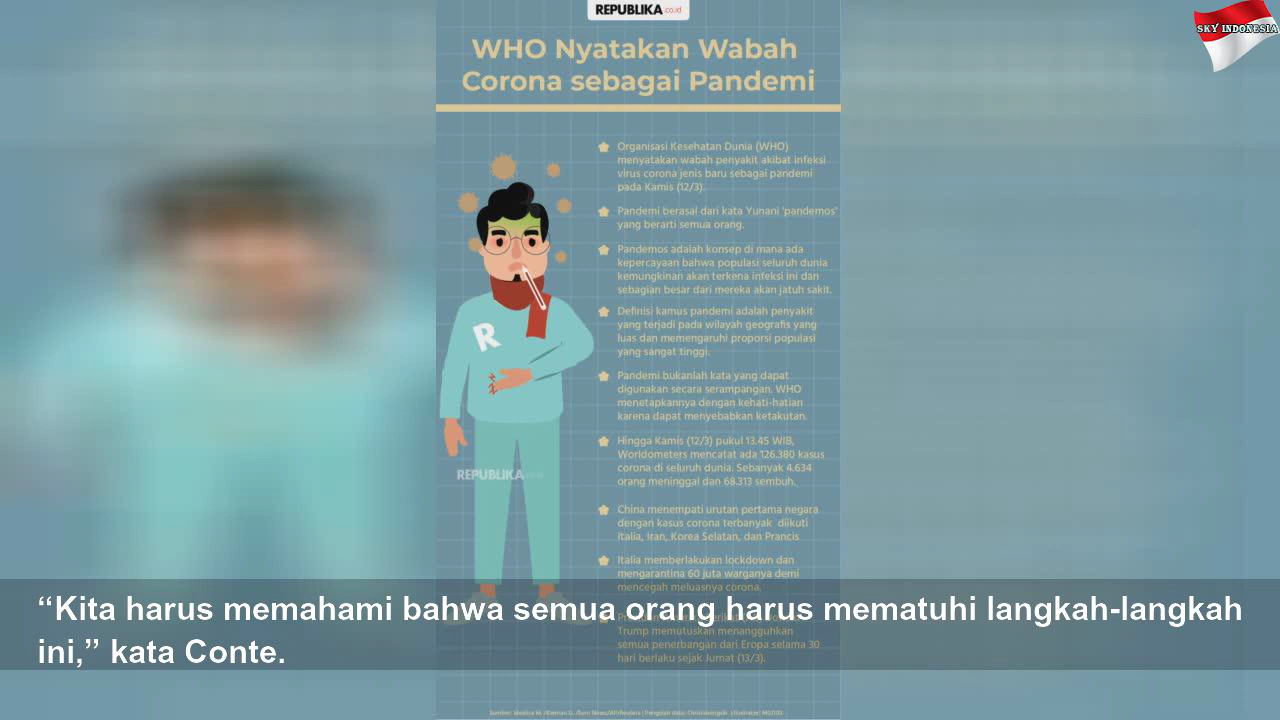 REPUBLIKA.co.id
SKY INDONESIA
WHO Nyatakan Wabah
Corona sebagai Pandemi
Organisasi Kesehatan Dunia (WHO)
menyatakan wabah penyakit akibat infeksi
virus corona jenis baru sebagai pandemi
pada Kamis (12/3).
Pandemi berasal dari kata Yunani 'pandemos'
yang berarti semua orang.
Pandemos adalah konsep di mana ada
kepercayaan bahwa populasi seluruh dunia
kemungkinan akan terkena infeksi ini dan
sebagian besar dari mereka akan jatuh sakit.
Definisi kamus pandemi adalah penyakit
yang terjadi pada wilayah geografis yang
luas dan memengaruhi proporsi populasi
yang sangat tinggi.
R
Pandemi bukanlah kata yang dapat
digunakan secara serampangan. WHO
menetapkannya dengan kehati-hatian
karena dapat menyebabkan ketakutan.
Hingga Kamis (12/3) pukul 13.45 WIB,
Worldometers mencatat ada 126.380 kasus
corona di seluruh dunia. Sebanyak 4.634
orang meninggal dan 68.313 sembuh.
REPUBLIKA
China menempati urutan pertama negara
dengan kasus corona terbanyak diikuti
Italia, Iran, Korea Selatan, dan Prancis
Italia memberlakukan lockdown dan
mengarantina 60 juta warganya demi
mencegah meluasnya corona.
Trump memutuskan menangguhkan
semua penerbangan dari Eropa selama 30
hari berlaku sejak Jumat (13/3).
“Kita harus memahami bahwa semua orang harus mematuhi langkah-langkah
ini,” kata Conte.